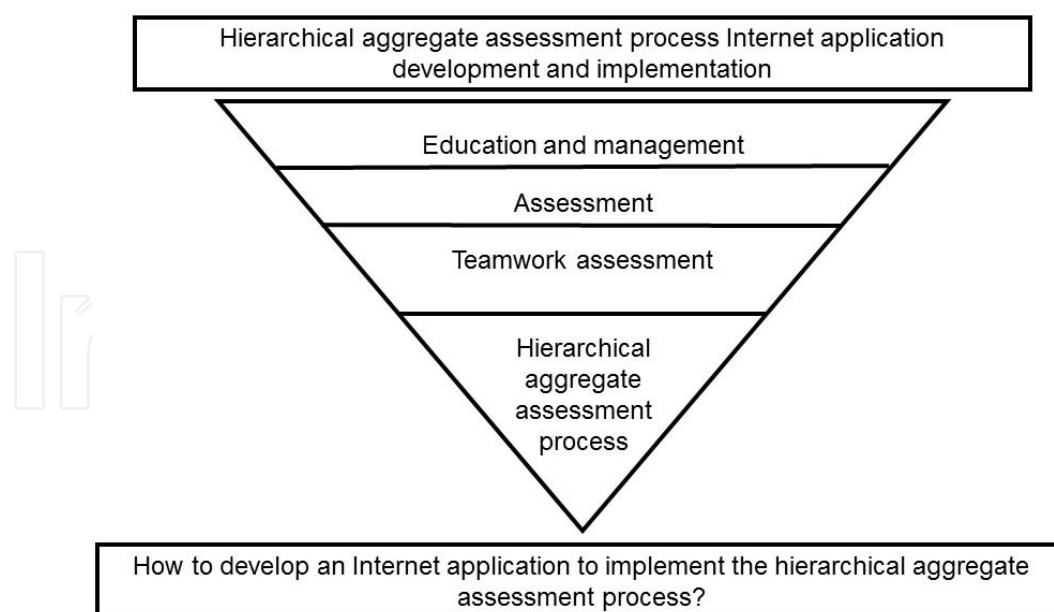 Hierarchical aggregate assessment process Internet application
development and implementation
Education and management
Assessment
Teamwork assessment
Hierarchical
aggregate
assessment
process
How to develop an Internet application to implement the hierarchical aggregate
assessment process?